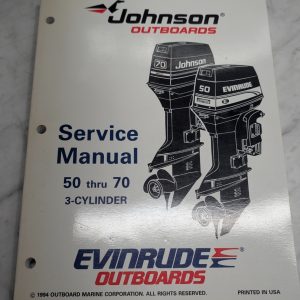 Johnson
OUTBOARDS
70
50 EVINRUDE
Service
Manual
50 thru 70
3-CYLINDER
EVINRUDE
OUTBOARDS
© 1994 OUTBOARD MARINE CORPORATION. ALL RIGHTS RESERVED. PRINTED IN USA